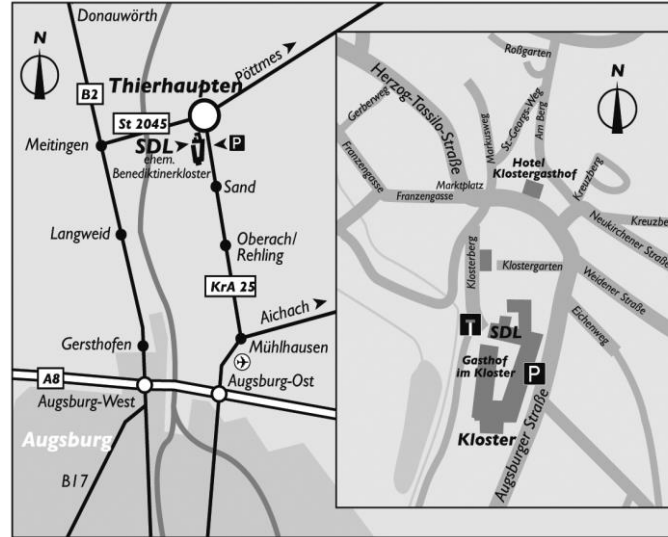 Donauwörth
N
B2
Thierhaupten
Pöttmes
St 2045
Meitingen
SDL
P
ehem.
Benediktinerkloster
Sand
Langweid
Oberach/
Rehling
KrA 25
Aichach
Gersthofen
Mühlhausen
A8
Augsburg-West
Augsburg-Ost
Augsburg
B17
Roßgarten
N
Herzog-Tassilo-Straße
Gerberweg
Markusweg
St-Georgs-Weg
Am Berg
Hotel
Klostergasthof
Kreuzberg
Franzengasse
Marktplatz
Franzengasse
Kreuzbe
Neukirchener Straße
Klosterberg
Klostergarten
Weidener Straße
T
SDL
Eichenweg
Gasthof
im Kloster
P
Kloster
Augsburger Straße